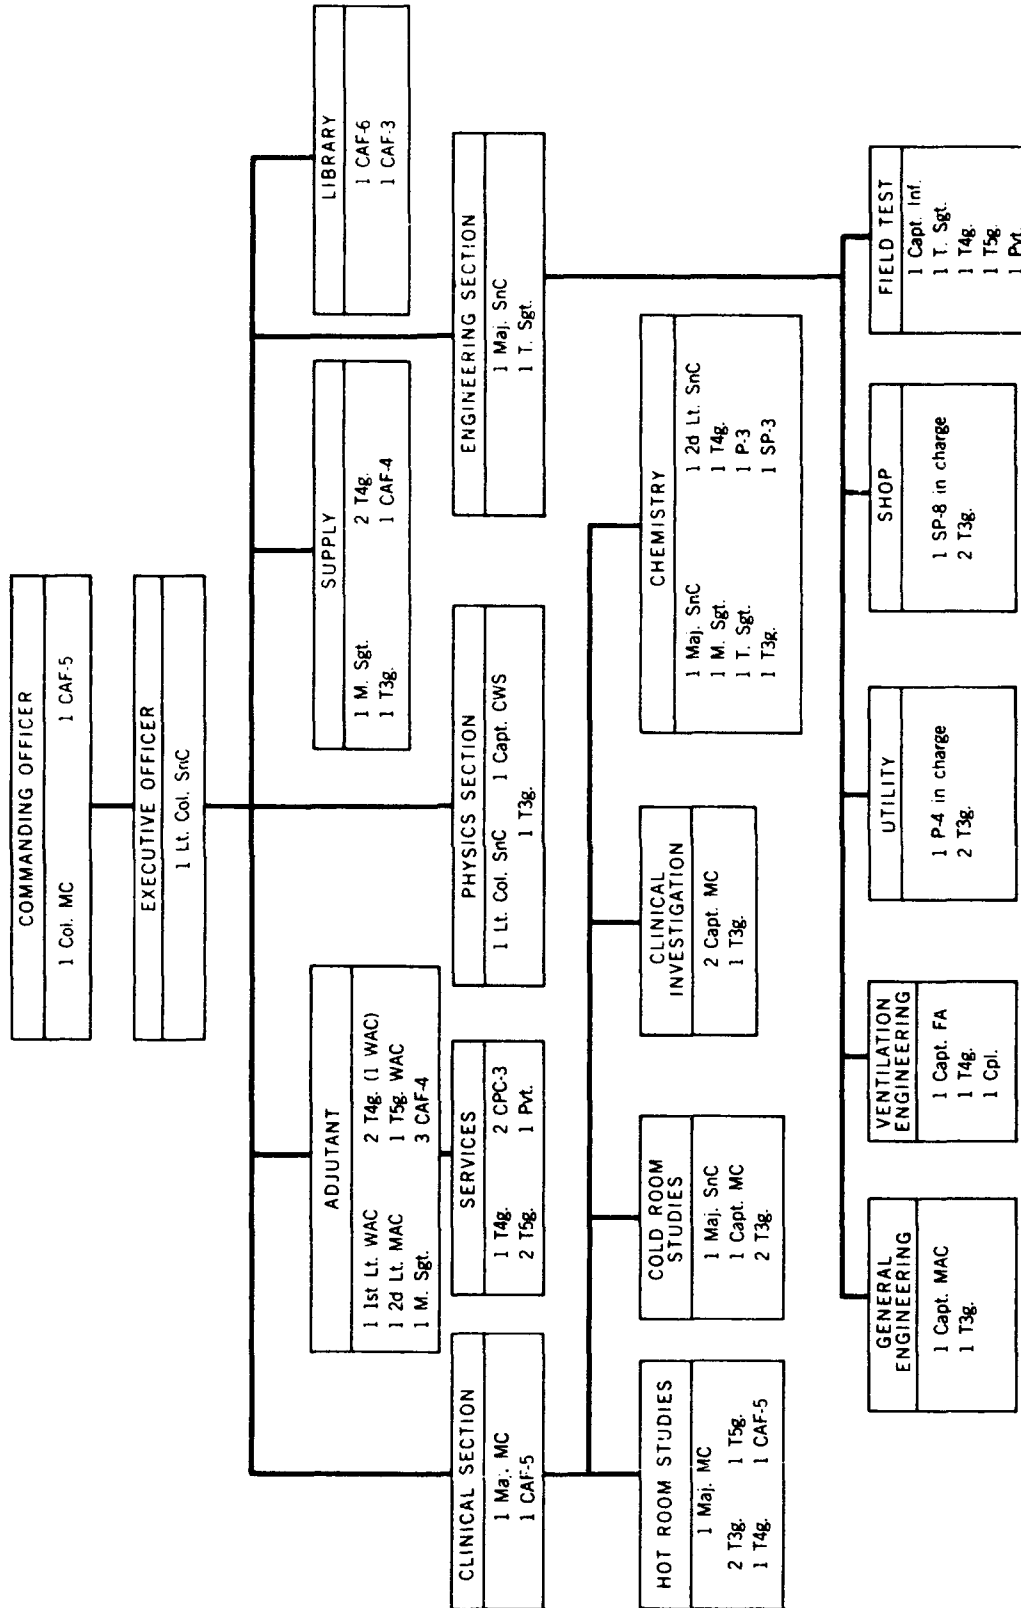 COMMANDING OFFICER
1 Col. MC 1 CAF-5
EXECUTIVE OFFICER
1 Lt. Col. SnC
ADJUTANT
1 1st Lt. WAC 2 T4g. (1 WAC)
1 2d Lt. MAC 1 T5g. WAC
1 M. Sgt. 3 CAF-4
SUPPLY
1 M. Sgt. 2 T4g.
1 T3g. 1 CAF-4
LIBRARY
1 CAF-6
1 CAF-3
CLINICAL SECTION
1 Maj. MC
1 CAF-5
SERVICES
1 T4g. 2 CPC-3
2 T5g. 1 Pvt.
PHYSICS SECTION
1 Lt. Col. SnC 1 Capt. CWS
1 T3g.
ENGINEERING SECTION
1 Maj. SnC
1 T. Sgt.
HOT ROOM STUDIES
1 Maj. MC
2 T3g. 1 T5g.
1 T4g. 1 CAF-5
COLD ROOM
STUDIES
1 Maj. SnC
1 Capt. MC
2 T3g.
CLINICAL
INVESTIGATION
2 Capt. MC
1 T3g.
CHEMISTRY
1 Maj. SnC 1 2d Lt. SnC
1 M. Sgt. 1 T4g.
1 T. Sgt. 1 P-3
1 T3g. 1 SP-3
GENERAL
ENGINEERING
1 Capt. MAC
1 T3g.
VENTILATION
ENGINEERING
1 Capt. FA
1 T4g.
1 Cpl.
UTILITY
1 P-4 in charge
2 T3g.
SHOP
1 SP-8 in charge
2 T3g.
FIELD TEST
1 Capt. Inf.
1 T. Sgt.
1 T4g.
1 T5g.
1 Pvt.